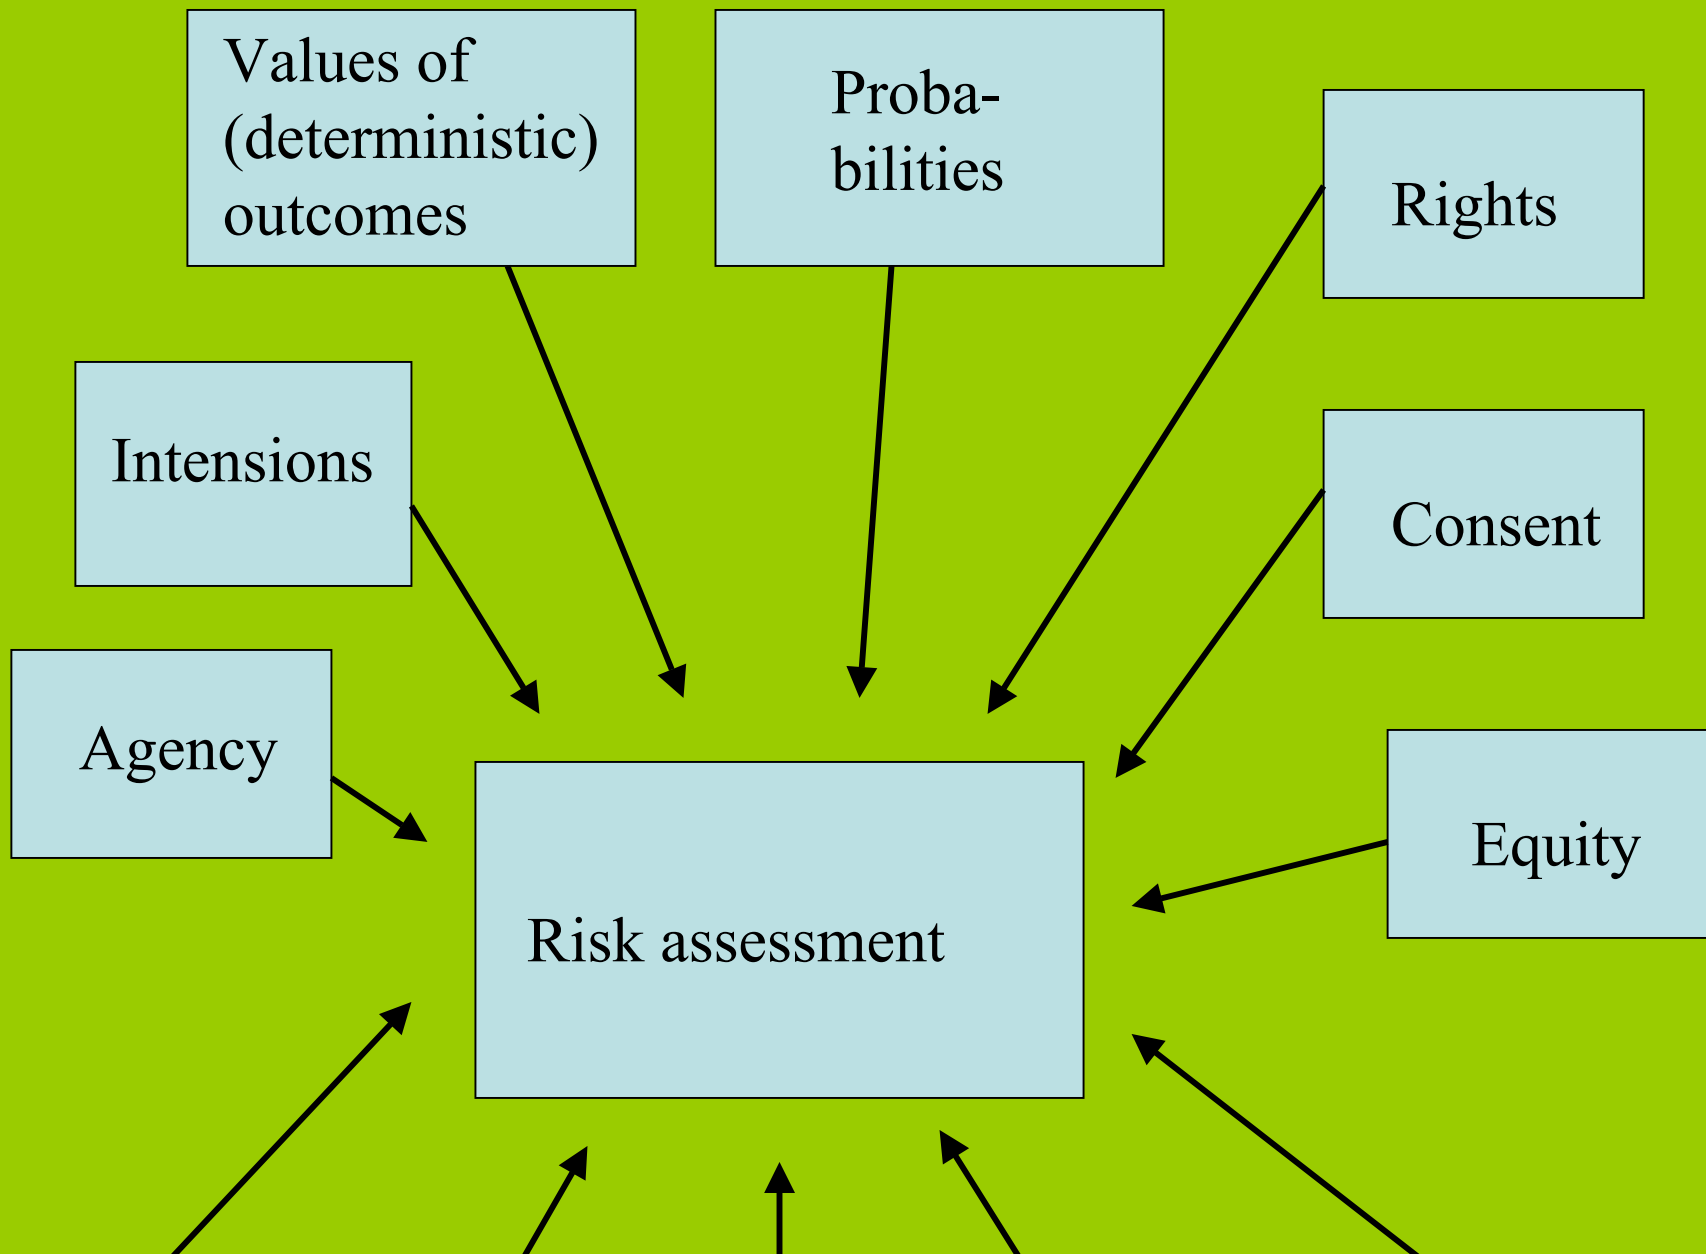 Values of
(deterministic)
outcomes
Proba-
bilities
Rights
Intensions
Consent
Agency
Equity
Risk assessment